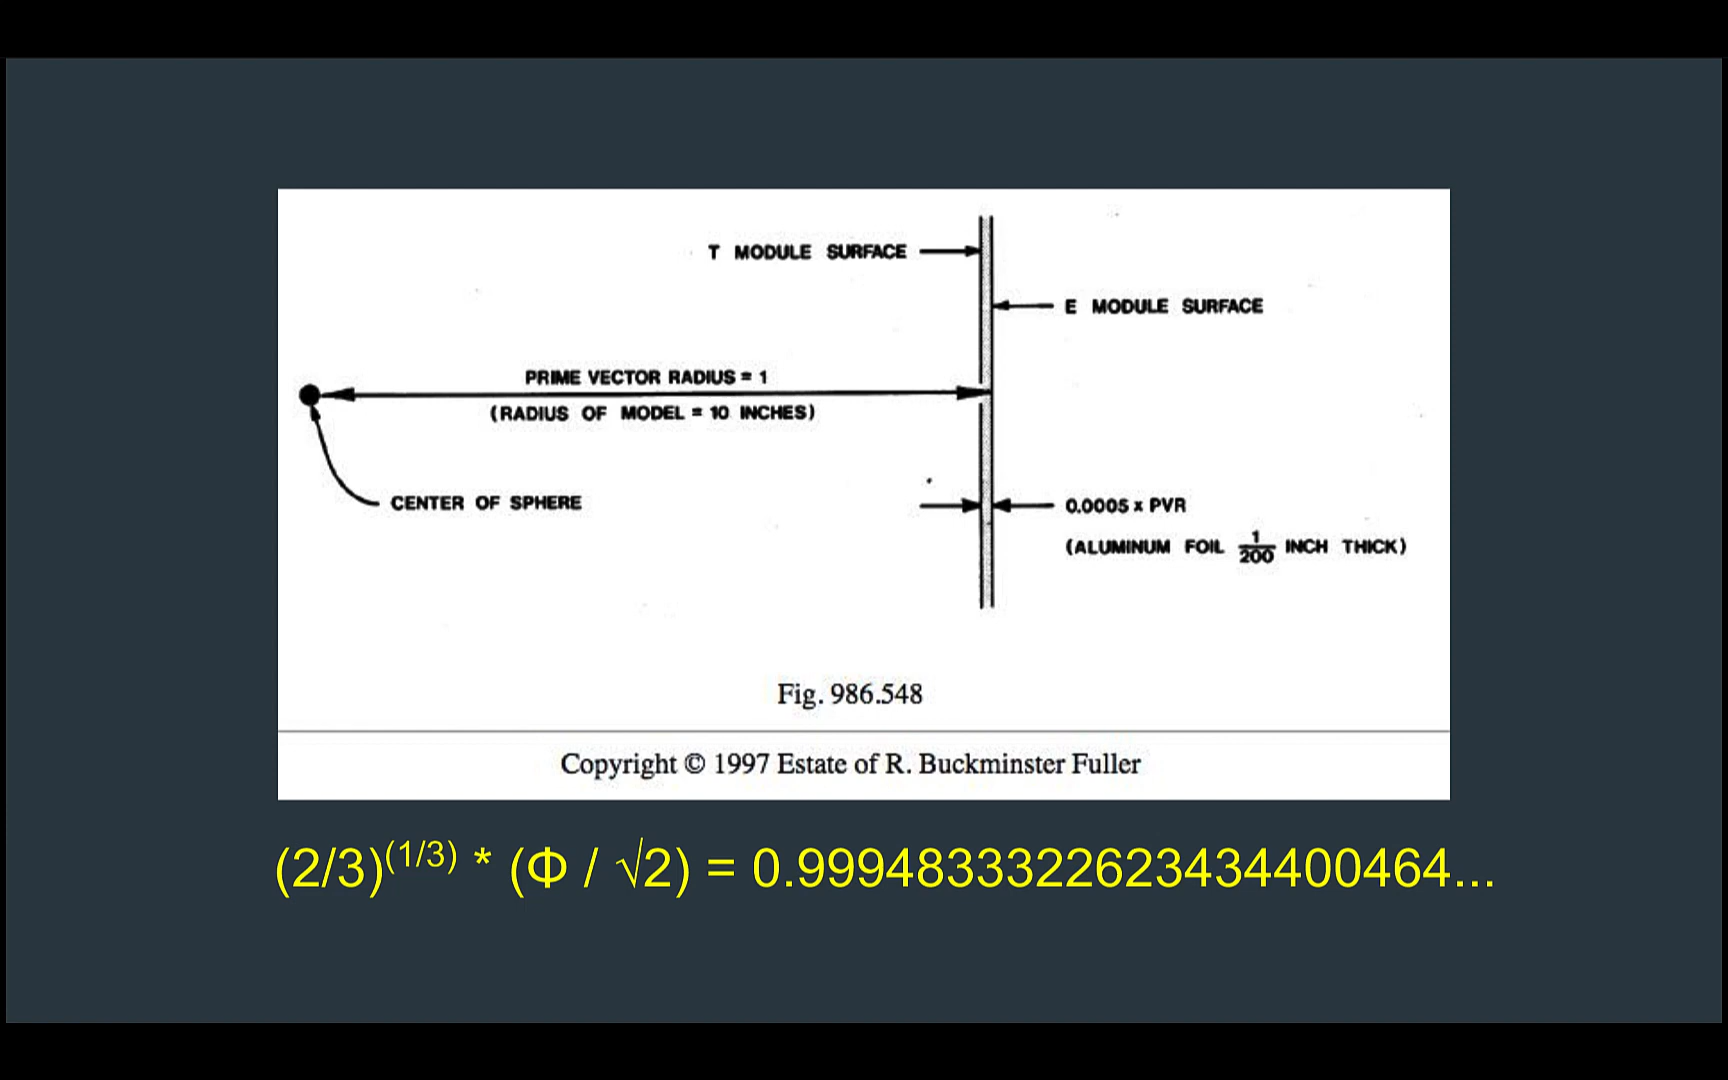 T MODULE SURFACE
E MODULE SURFACE
PRIME VECTOR RADIUS = 1
(RADIUS OF MODEL = 10 INCHES)
CENTER OF SPHERE
0.0005 x PVR
(ALUMINUM FOIL 1/200 INCH THICK)
Fig. 986.548
Copyright © 1997 Estate of R. Buckminster Fuller
(2/3)^(1/3) * (Φ / √2) = 0.9994833322623434400464...